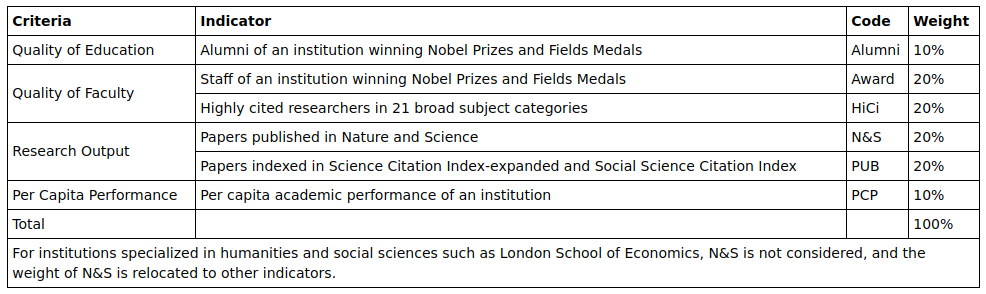 Criteria Indicator Code Weight
Quality of Education Alumni of an institution winning Nobel Prizes and Fields Medals Alumni 10%
Quality of Faculty Staff of an institution winning Nobel Prizes and Fields Medals Award 20%
Highly cited researchers in 21 broad subject categories HiCi 20%
Research Output Papers published in Nature and Science N&S 20%
Papers indexed in Science Citation Index-expanded and Social Science Citation Index PUB 20%
Per Capita Performance Per capita academic performance of an institution PCP 10%
Total 100%
For institutions specialized in humanities and social sciences such as London School of Economics, N&S is not considered, and the
weight of N&S is relocated to other indicators.